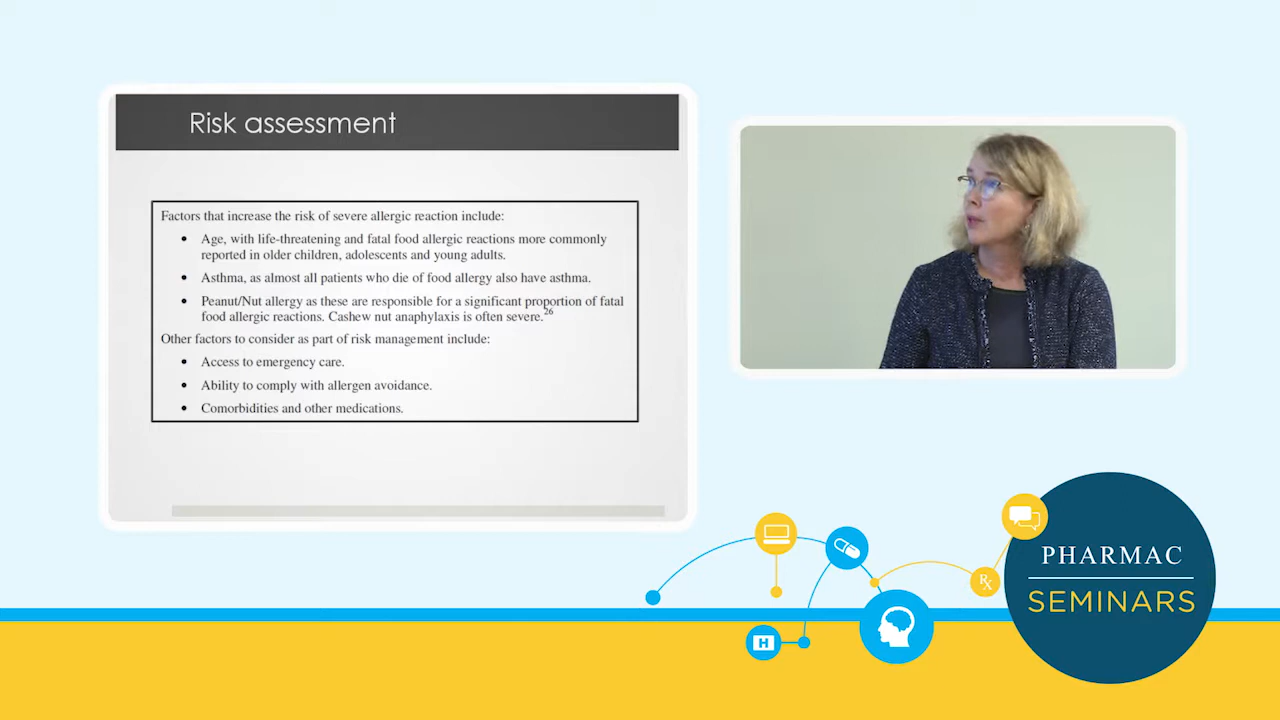 Risk assessment
Factors that increase the risk of severe allergic reaction include:
• Age, with life-threatening and fatal food allergic reactions more commonly
reported in older children, adolescents and young adults.
• Asthma, as almost all patients who die of food allergy also have asthma.
• Peanut/Nut allergy as these are responsible for a significant proportion of fatal
food allergic reactions. Cashew nut anaphylaxis is often severe.26
Other factors to consider as part of risk management include:
• Access to emergency care.
• Ability to comply with allergen avoidance.
• Comorbidities and other medications.
PHARMAC
SEMINARS
Rx
H